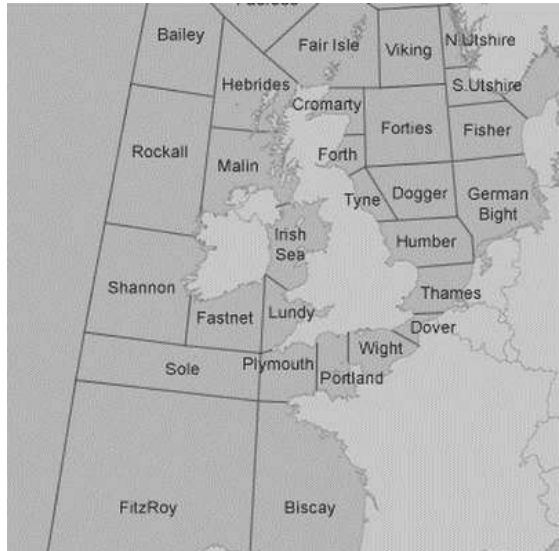 Faeroes
Bailey
Fair Isle
Viking
N.Utshire
Hebrides
S.Utshire
Cromarty
Forties
Fisher
Rockall
Forth
Malin
Tyne
Dogger
German
Bight
Irish
Sea
Humber
Shannon
Thames
Fastnet
Lundy
Dover
Wight
Sole
Plymouth
Portland
FitzRoy
Biscay